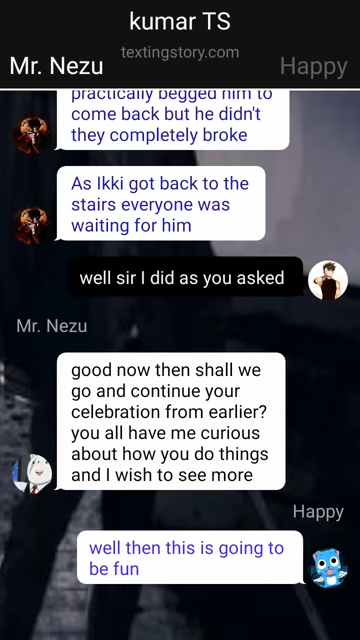 kumar TS
textingstory.com
Mr. Nezu
Happy
practically begged him to
come back but he didn't
they completely broke
As Ikki got back to the
stairs everyone was
waiting for him
well sir I did as you asked
Mr. Nezu
good now then shall we
go and continue your
celebration from earlier?
you all have me curious
about how you do things
and I wish to see more
Happy
well then this is going to
be fun